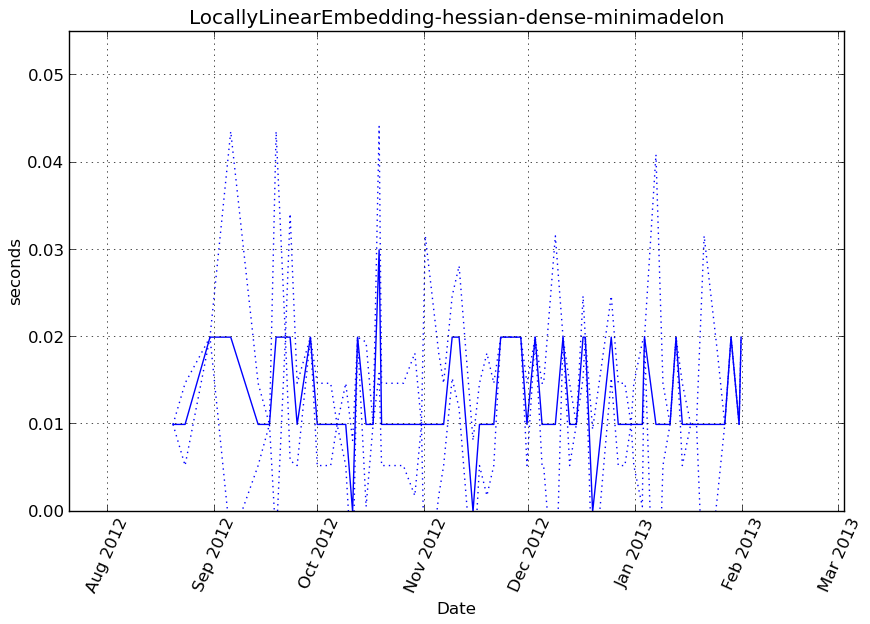 LocallyLinearEmbedding-hessian-dense-minimadelon
0.05
0.04
0.03
0.02
0.01
0.00
seconds
Aug 2012
Sep 2012
Oct 2012
Nov 2012
Dec 2012
Jan 2013
Feb 2013
Mar 2013
Date